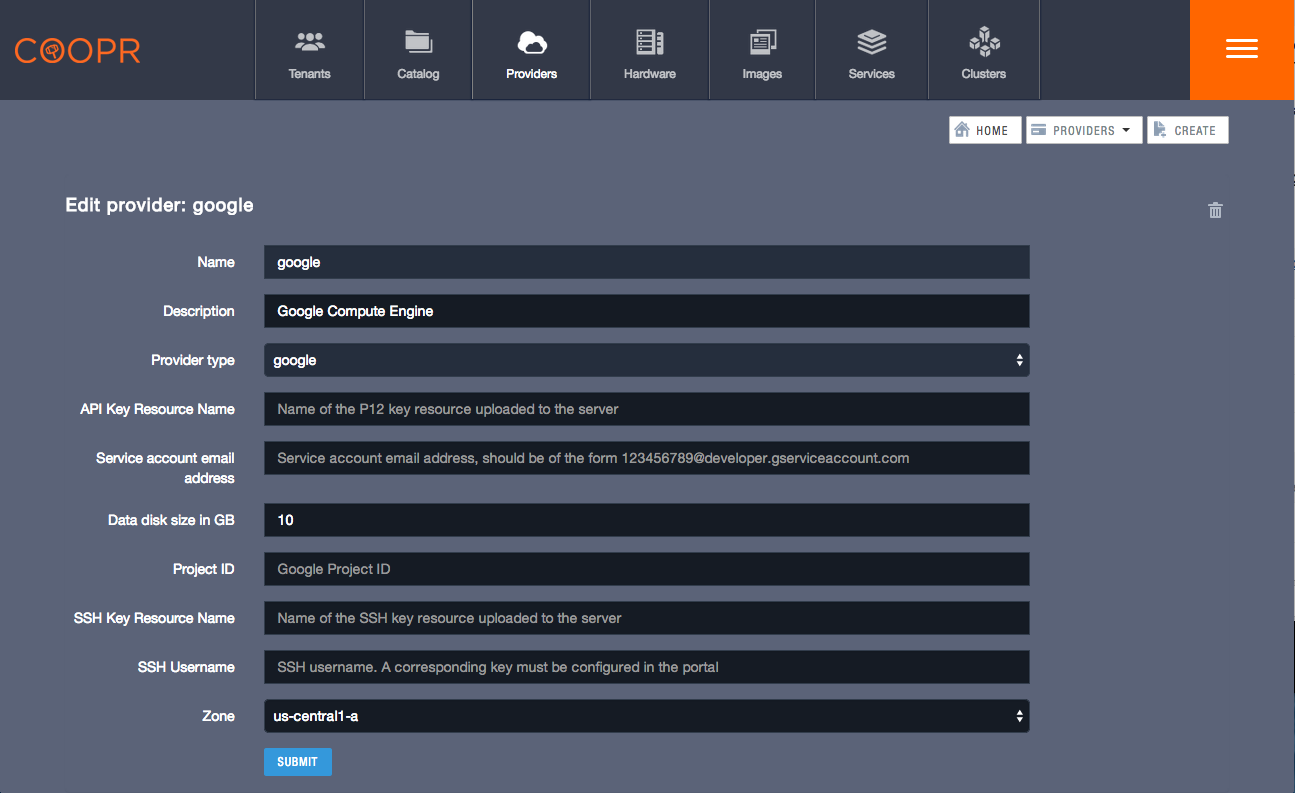 COOPR
Tenants
Catalog
Providers
Hardware
Images
Services
Clusters
HOME
PROVIDERS
CREATE
Edit provider: google
Name
google
Description
Google Compute Engine
Provider type
google
API Key Resource Name
Name of the P12 key resource uploaded to the server
Service account email
address
Service account email address, should be of the form 123456789@developer.gserviceaccount.com
Data disk size in GB
10
Project ID
Google Project ID
SSH Key Resource Name
Name of the SSH key resource uploaded to the server
SSH Username
SSH username. A corresponding key must be configured in the portal
Zone
us-central1-a
SUBMIT